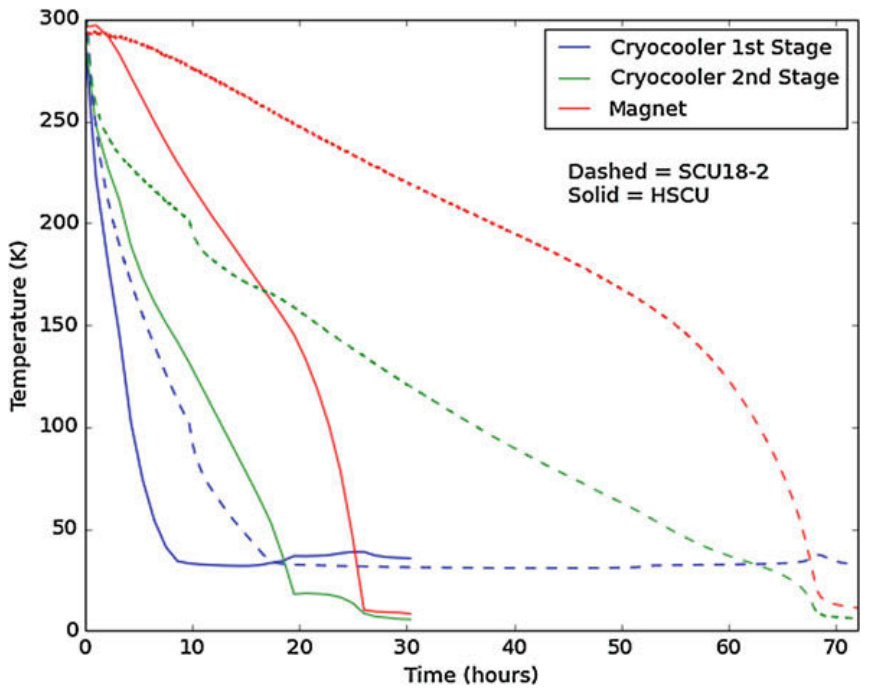 300
250
200
150
100
50
0
Temperature (K)
0 10 20 30 40 50 60 70
Time (hours)
Cryocooler 1st Stage
Cryocooler 2nd Stage
Magnet
Dashed = SCU18-2
Solid = HSCU